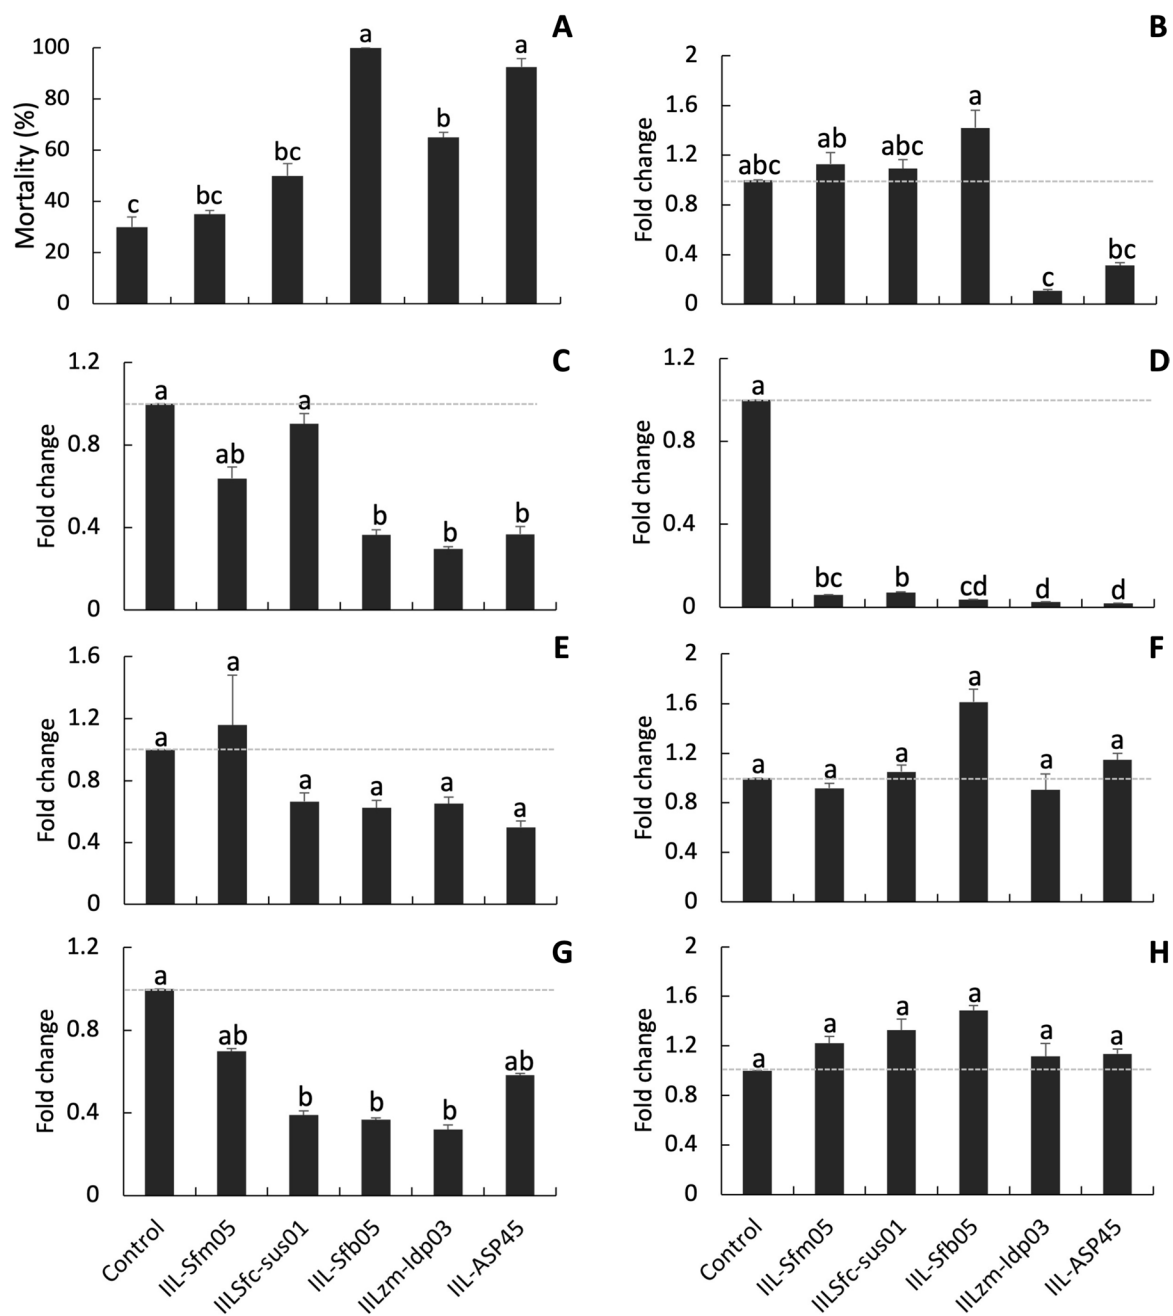 A
Mortality (%)
100
80
60
40
20
0
c
bc
bc
a
b
a
B
Fold change
2
1.6
1.2
0.8
0.4
0
abc
ab
abc
a
c
bc
C
Fold change
1.2
0.8
0.4
0
a
ab
a
b
b
b
D
Fold change
1.2
0.8
0.4
0
a
bc
b
cd
d
d
E
Fold change
1.6
1.2
0.8
0.4
0
a
a
a
a
a
a
F
Fold change
2
1.6
1.2
0.8
0.4
0
a
a
a
a
a
a
G
Fold change
1.2
0.8
0.4
0
a
ab
b
b
b
ab
H
Fold change
2
1.6
1.2
0.8
0.4
0
a
a
a
a
a
a
Control
IIL-Sfm05
IILSfc-sus01
IIL-Sfb05
IILzm-Idp03
IIL-ASP45
Control
IIL-Sfm05
IILSfc-sus01
IIL-Sfb05
IILzm-Idp03
IIL-ASP45